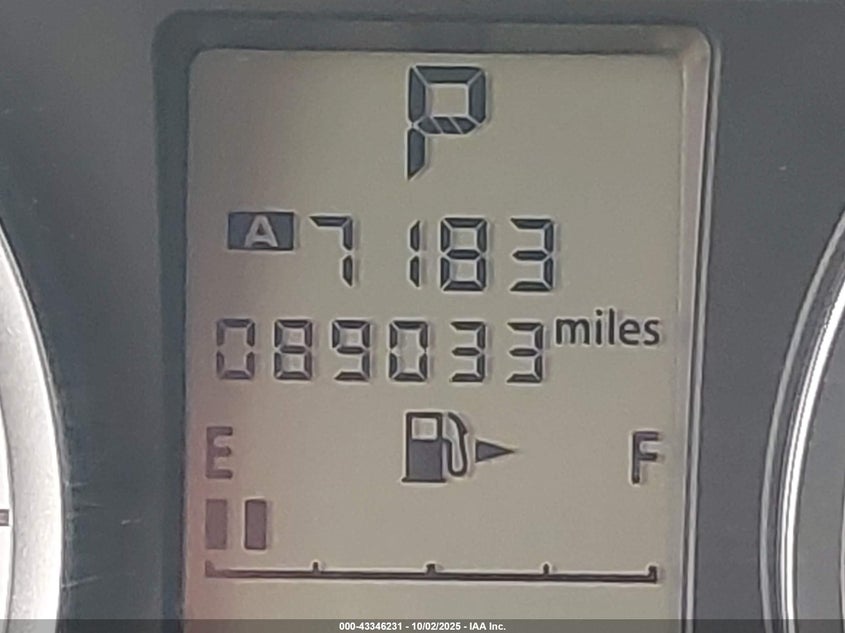 P
A 7183
089033 miles
E F
000-43346231 - 10/02/2025 - IAA Inc.